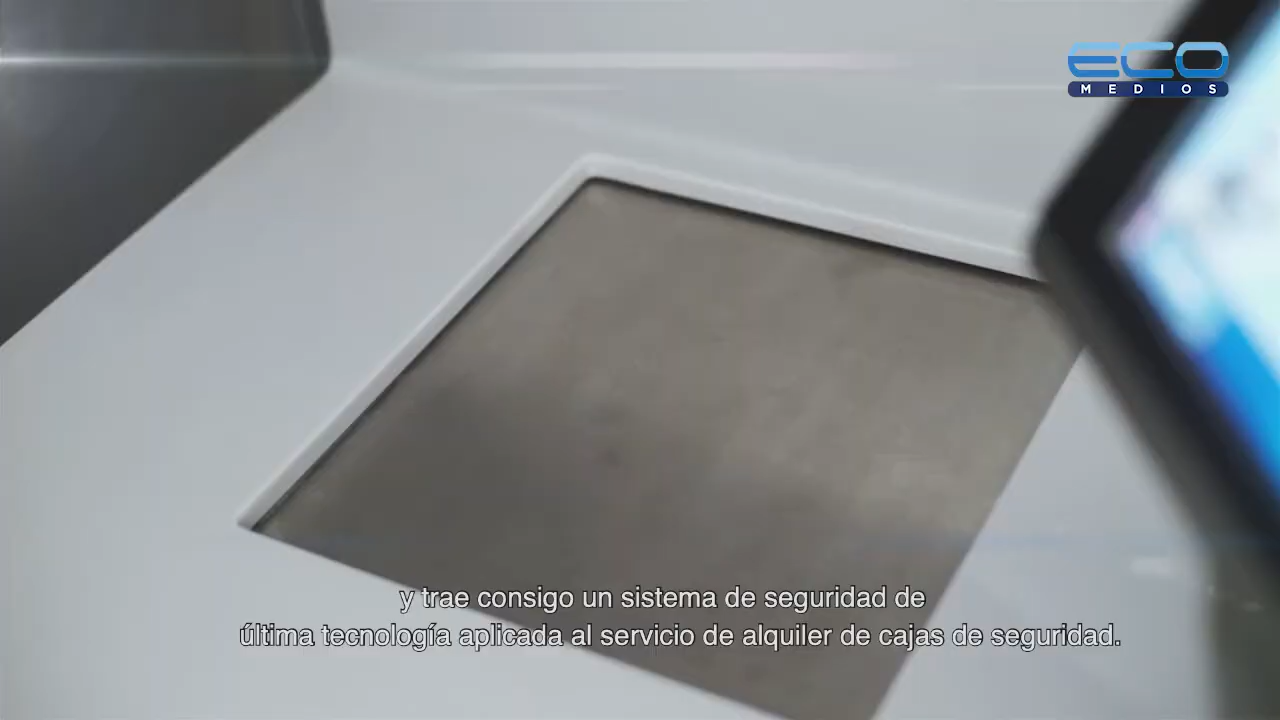 ECO
MEDIOS
y trae consigo un sistema de seguridad de
última tecnología aplicada al servicio de alquiler de cajas de seguridad.